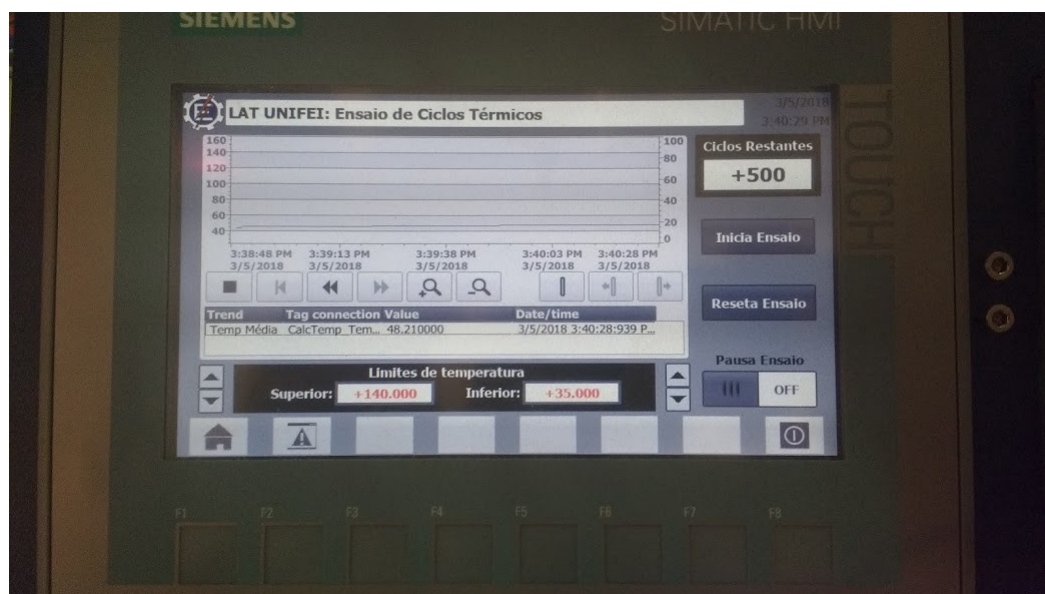 SIEMENS
SIMATIC HMI
TOUCH
LAT UNIFEI: Ensaio de Ciclos Térmicos
3/5/2018
3:40:29 PM
160
140
120
100
80
60
40
100
80
60
40
20
0
3:38:48 PM 3:39:13 PM 3:39:38 PM 3:40:03 PM 3:40:28 PM
3/5/2018 3/5/2018 3/5/2018 3/5/2018 3/5/2018
Ciclos Restantes
+500
Inicia Ensaio
Reseta Ensaio
Trend Tag connection Value Date/time
Temp Média CalcTemp_Tem... 48.210000 3/5/2018 3:40:28:939 P...
Limites de temperatura
Superior: +140.000 Inferior: +35.000
Pausa Ensaio
OFF
F1 F2 F3 F4 F5 F6 F7 F8